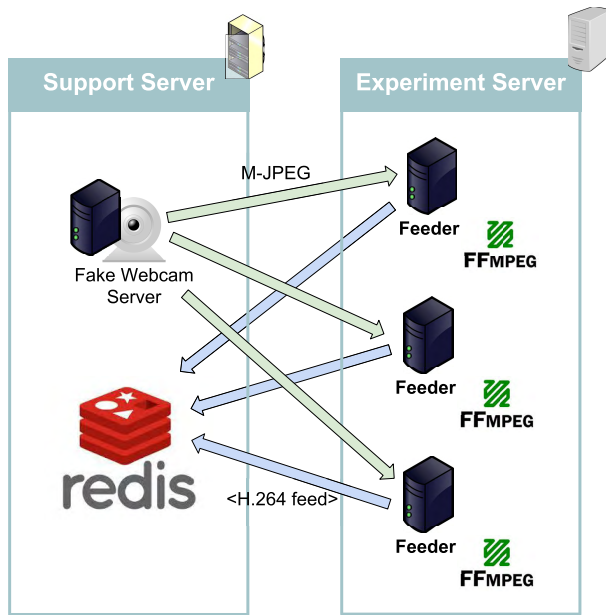 Support Server
Experiment Server
M-JPEG
Fake Webcam
Server
Feeder
FFMPEG
Feeder
FFMPEG
redis
<H.264 feed>
Feeder
FFMPEG